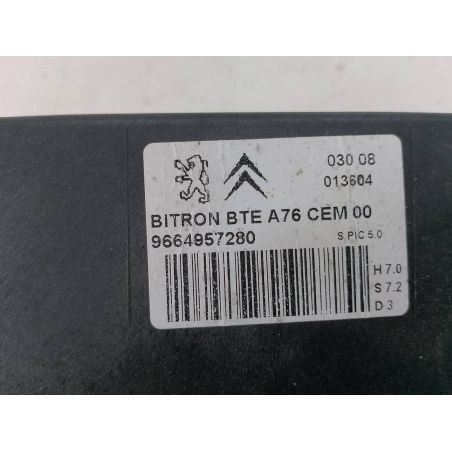 030 08
013604
BITRON BTE A76 CEM 00
9664957280 S PIC 5.0
H 7.0
S 7.2
D 3